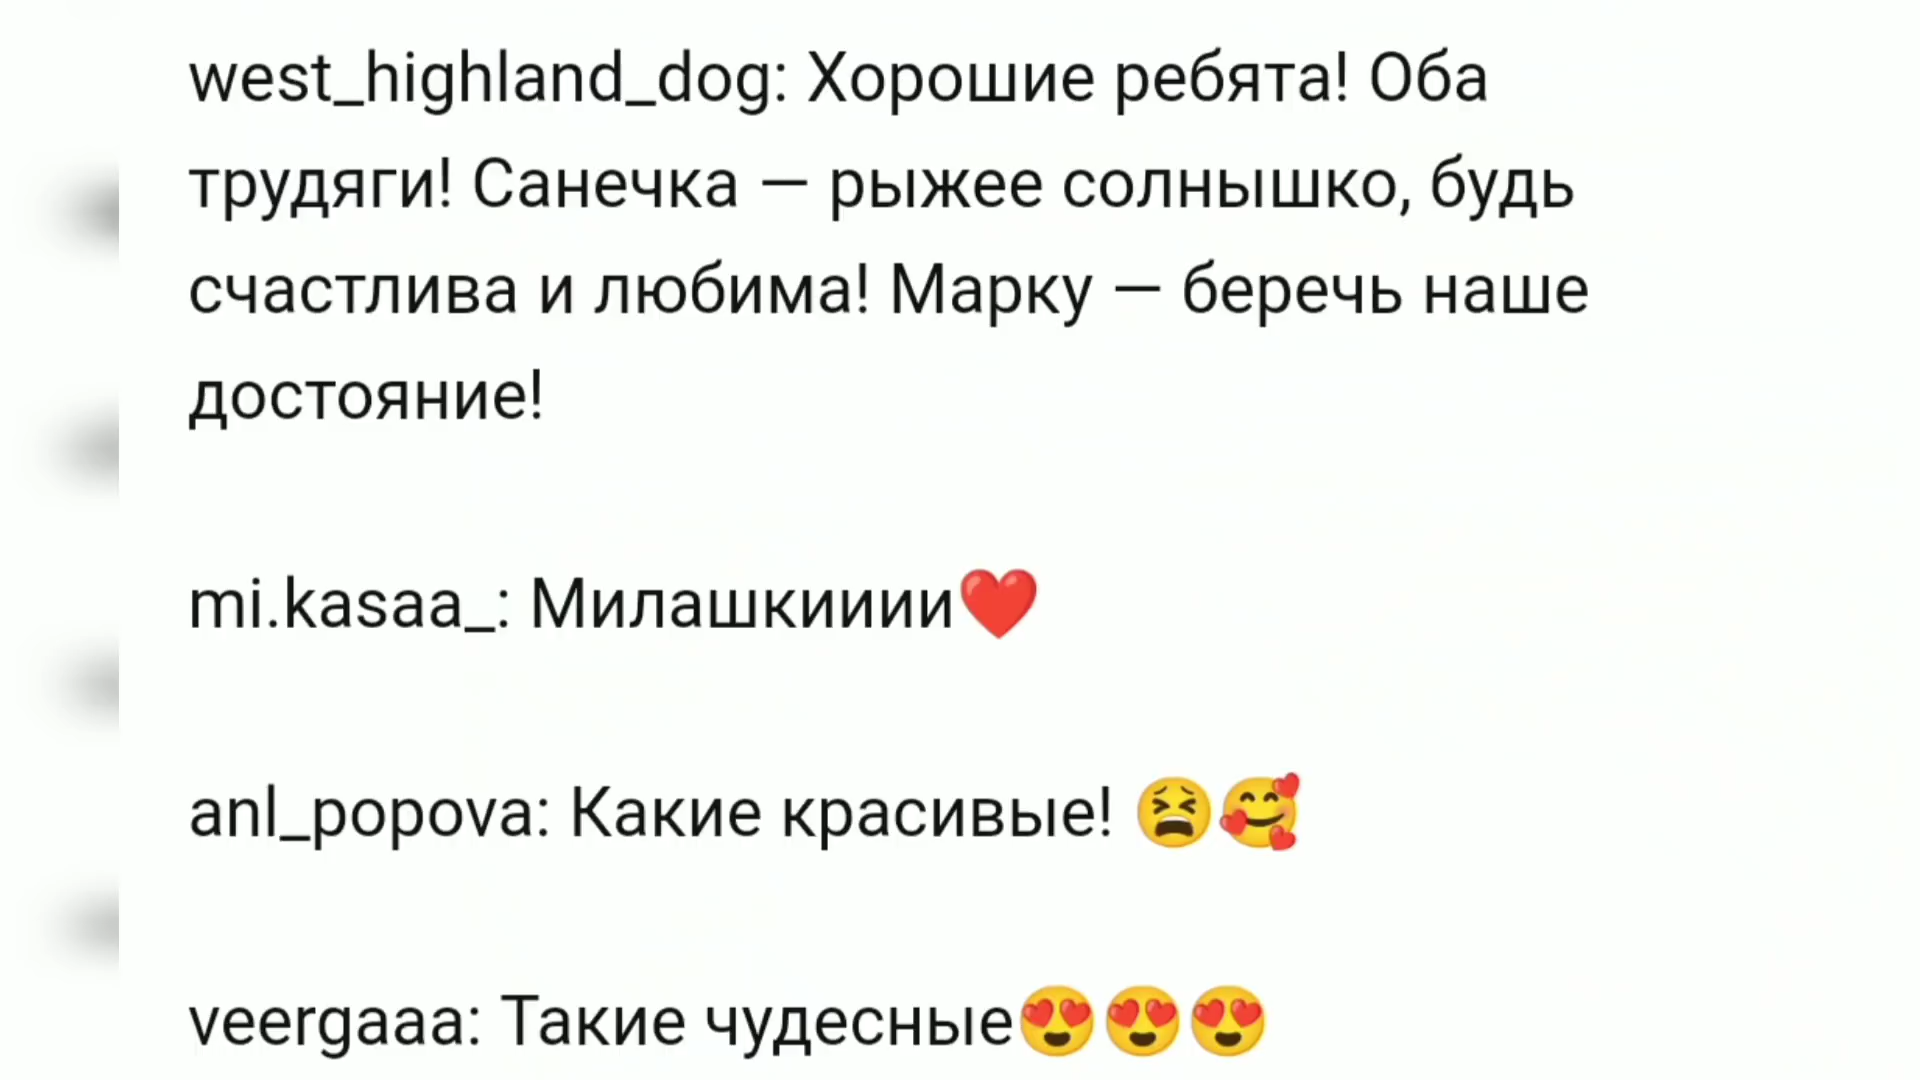 west_highland_dog: Хорошие ребята! Оба
трудяги! Санечка — рыжее солнышко, будь
счастлива и любима! Марку — беречь наше
достояние!
mi.kasaa_: Милашкииии❤️
anl_popova: Какие красивые! 😫🥰
veergaaa: Такие чудесные😍😍😍